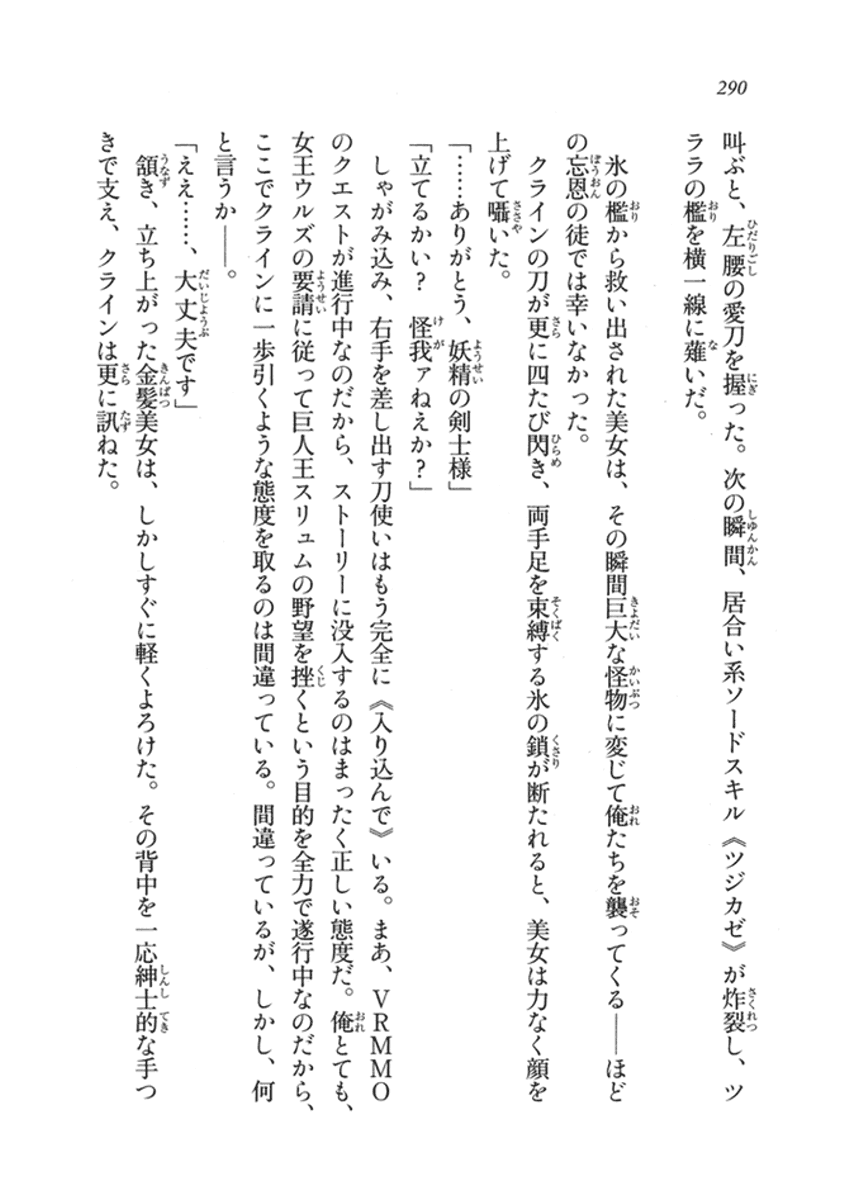 290
叫ぶと、左腰の愛刀を握った。次の瞬間、居合い系ソードスキル《ツジカゼ》が炸裂し、ツ
ララの檻を横一線に薙いだ。
氷の檻から救い出された美女は、その瞬間巨大な怪物に変じて俺たちを襲ってくる――ほど
の忘恩の徒では幸いなかった。
クラインの刀が更に四たび閃き、両手足を束縛する氷の鎖が断たれると、美女は力なく顔を
上げて囁いた。
「……ありがとう、妖精の剣士様」
「立てるかい？　怪我ァねえか？」
しゃがみ込み、右手を差し出す刀使いはもう完全に《入り込んで》いる。まあ、ＶＲＭＭＯ
のクエストが進行中なのだから、ストーリーに没入するのはまったく正しい態度だ。俺とても、
女王ウルズの要請に従って巨人王スリュムの野望を挫くという目的を全力で遂行中なのだから、
ここでクラインに一歩引くような態度を取るのは間違っている。間違っているが、しかし、何
と言うか――。
「ええ……、大丈夫です」
頷き、立ち上がった金髪美女は、しかしすぐに軽くよろけた。その背中を一応紳士的な手つ
きで支え、クラインは更に訊ねた。